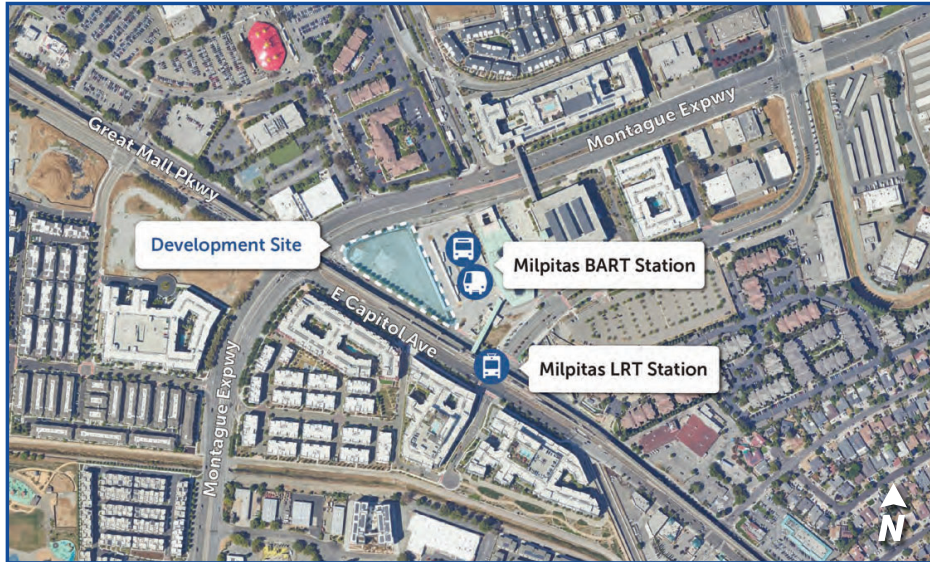 Great Mall Pkwy
Montague Expwy
Development Site
Milpitas BART Station
E Capitol Ave
Milpitas LRT Station
Montague Expwy
N